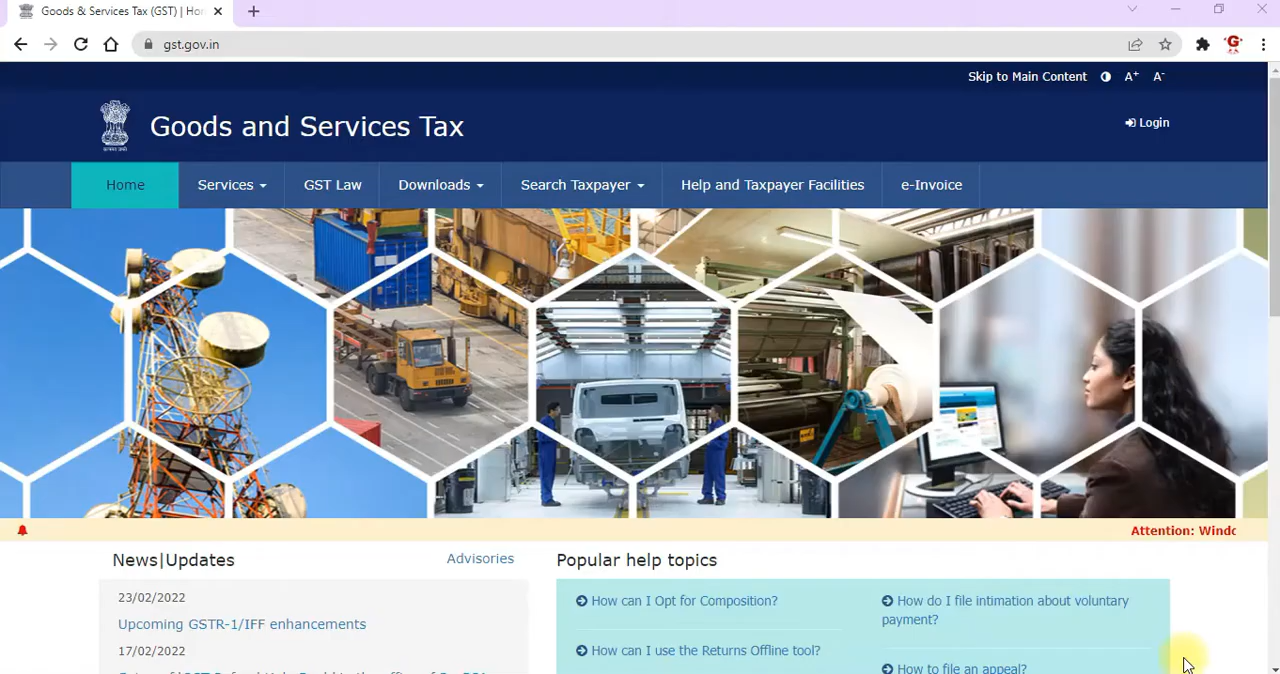 Goods & Services Tax (GST) | Ho
gst.gov.in
Skip to Main Content A+ A-
Goods and Services Tax
Login
Home Services GST Law Downloads Search Taxpayer Help and Taxpayer Facilities e-Invoice
Attention:
News|Updates Advisories
Popular help topics
23/02/2022
Upcoming GSTR-1/IFF enhancements
17/02/2022
How can I Opt for Composition?
How do I file intimation about voluntary
payment?
How can I use the Returns Offline tool?
How to file an appeal?